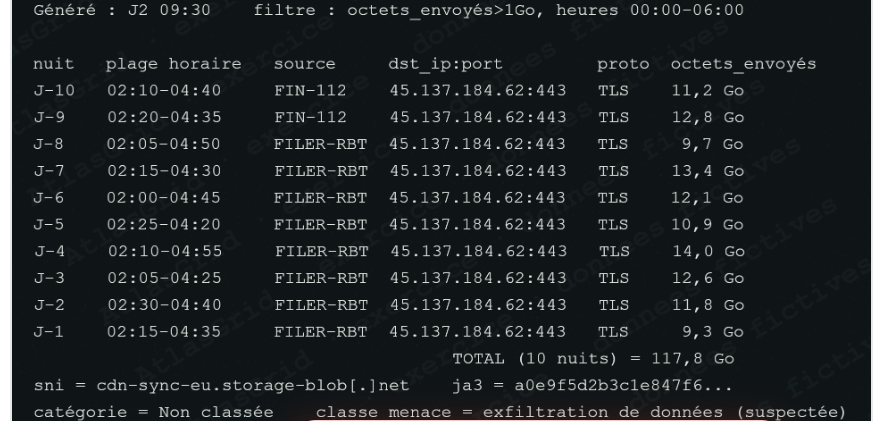 Généré : J2 09:30 filtre : octets_envoyés>1Go, heures 00:00-06:00
nuit plage horaire source dst_ip:port proto octets_envoyés
J-10 02:10-04:40 FIN-112 45.137.184.62:443 TLS 11,2 Go
J-9 02:20-04:35 FIN-112 45.137.184.62:443 TLS 12,8 Go
J-8 02:05-04:50 FILER-RBT 45.137.184.62:443 TLS 9,7 Go
J-7 02:15-04:30 FILER-RBT 45.137.184.62:443 TLS 13,4 Go
J-6 02:00-04:45 FILER-RBT 45.137.184.62:443 TLS 12,1 Go
J-5 02:25-04:20 FILER-RBT 45.137.184.62:443 TLS 10,9 Go
J-4 02:10-04:55 FILER-RBT 45.137.184.62:443 TLS 14,0 Go
J-3 02:05-04:25 FILER-RBT 45.137.184.62:443 TLS 12,6 Go
J-2 02:30-04:40 FILER-RBT 45.137.184.62:443 TLS 11,8 Go
J-1 02:15-04:35 FILER-RBT 45.137.184.62:443 TLS 9,3 Go
TOTAL (10 nuits) = 117,8 Go
sni = cdn-sync-eu.storage-blob[.]net ja3 = a0e9f5d2b3c1e847f6...
catégorie = Non classée classe menace = exfiltration de données (suspectée)